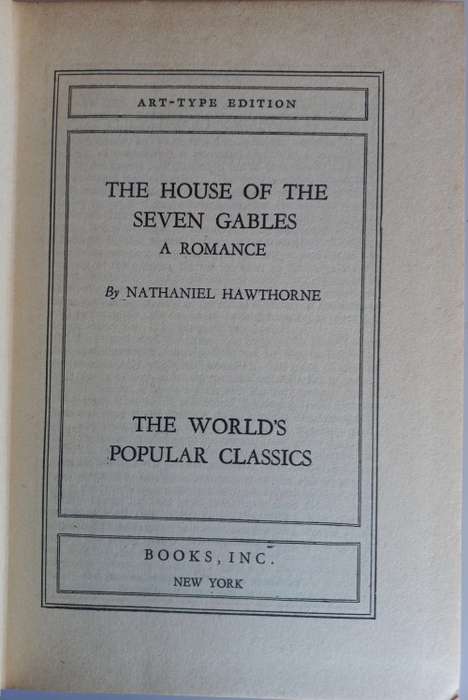 ART-TYPE EDITION
THE HOUSE OF THE
SEVEN GABLES
A ROMANCE
By NATHANIEL HAWTHORNE
THE WORLD'S
POPULAR CLASSICS
BOOKS, INC.
NEW YORK